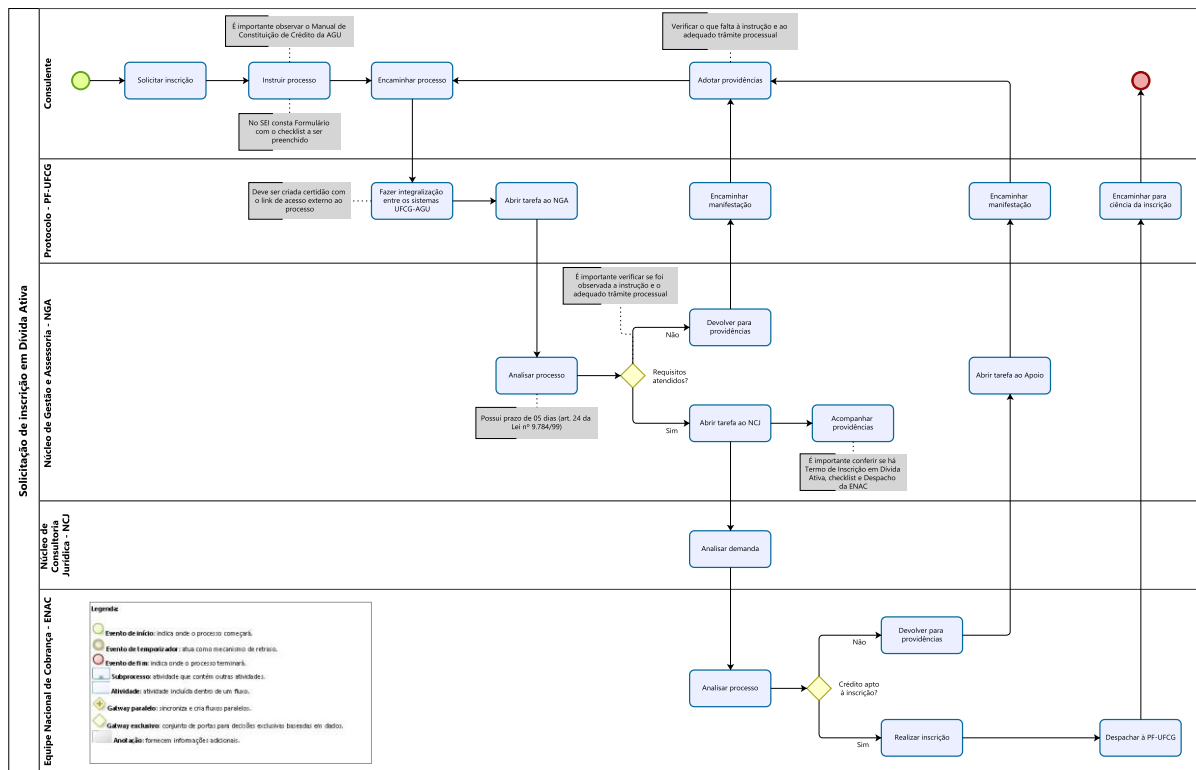 Solicitação de inscrição em Dívida Ativa
Consulente
É importante observar o Manual de
Constituição de Crédito da AGU
Verificar o que falta à instrução e ao
adequado trâmite processual
Solicitar inscrição
Instruir processo
Encaminhar processo
Adotar providências
No SEI consta Formulário
com o checklist a ser
preenchido
Protocolo - PF-UFCG
Deve ser criada certidão com
o link de acesso externo ao
processo
Fazer integralização
entre os sistemas
UFCG-AGU
Abrir tarefa ao NGA
Encaminhar
manifestação
Encaminhar
manifestação
Encaminhar para
ciência da inscrição
Núcleo de Gestão e Assessoria - NGA
É importante verificar se foi
observada a instrução e o
adequado trâmite processual
Devolver para
providências
Não
Analisar processo
Requisitos
atendidos?
Abrir tarefa ao Apoio
Possui prazo de 05 dias (art. 24 da
Lei nº 9.784/99)
Sim
Abrir tarefa ao NCJ
Acompanhar
providências
É importante conferir se há
Termo de Inscrição em Dívida
Ativa, checklist e Despacho
da ENAC
Núcleo de
Consultoria
Jurídica - NCJ
Analisar demanda
Equipe Nacional de Cobrança - ENAC
Legenda:
Evento de início: indica onde o processo começará.
Evento de temporizador: atua como mecanismo de retraso.
Evento de fim: indica onde o processo terminará.
Subprocesso: atividade que contém outras atividades.
Atividade: atividade incluída dentro de um fluxo.
Gatway paralelo: sincroniza e cria fluxos paralelos.
Gatway exclusivo: conjunto de portas para decisões exclusivas baseadas em dados.
Anotação: fornecem informações adicionais.
Devolver para
providências
Não
Analisar processo
Crédito apto
à inscrição?
Sim
Realizar inscrição
Despachar à PF-UFCG